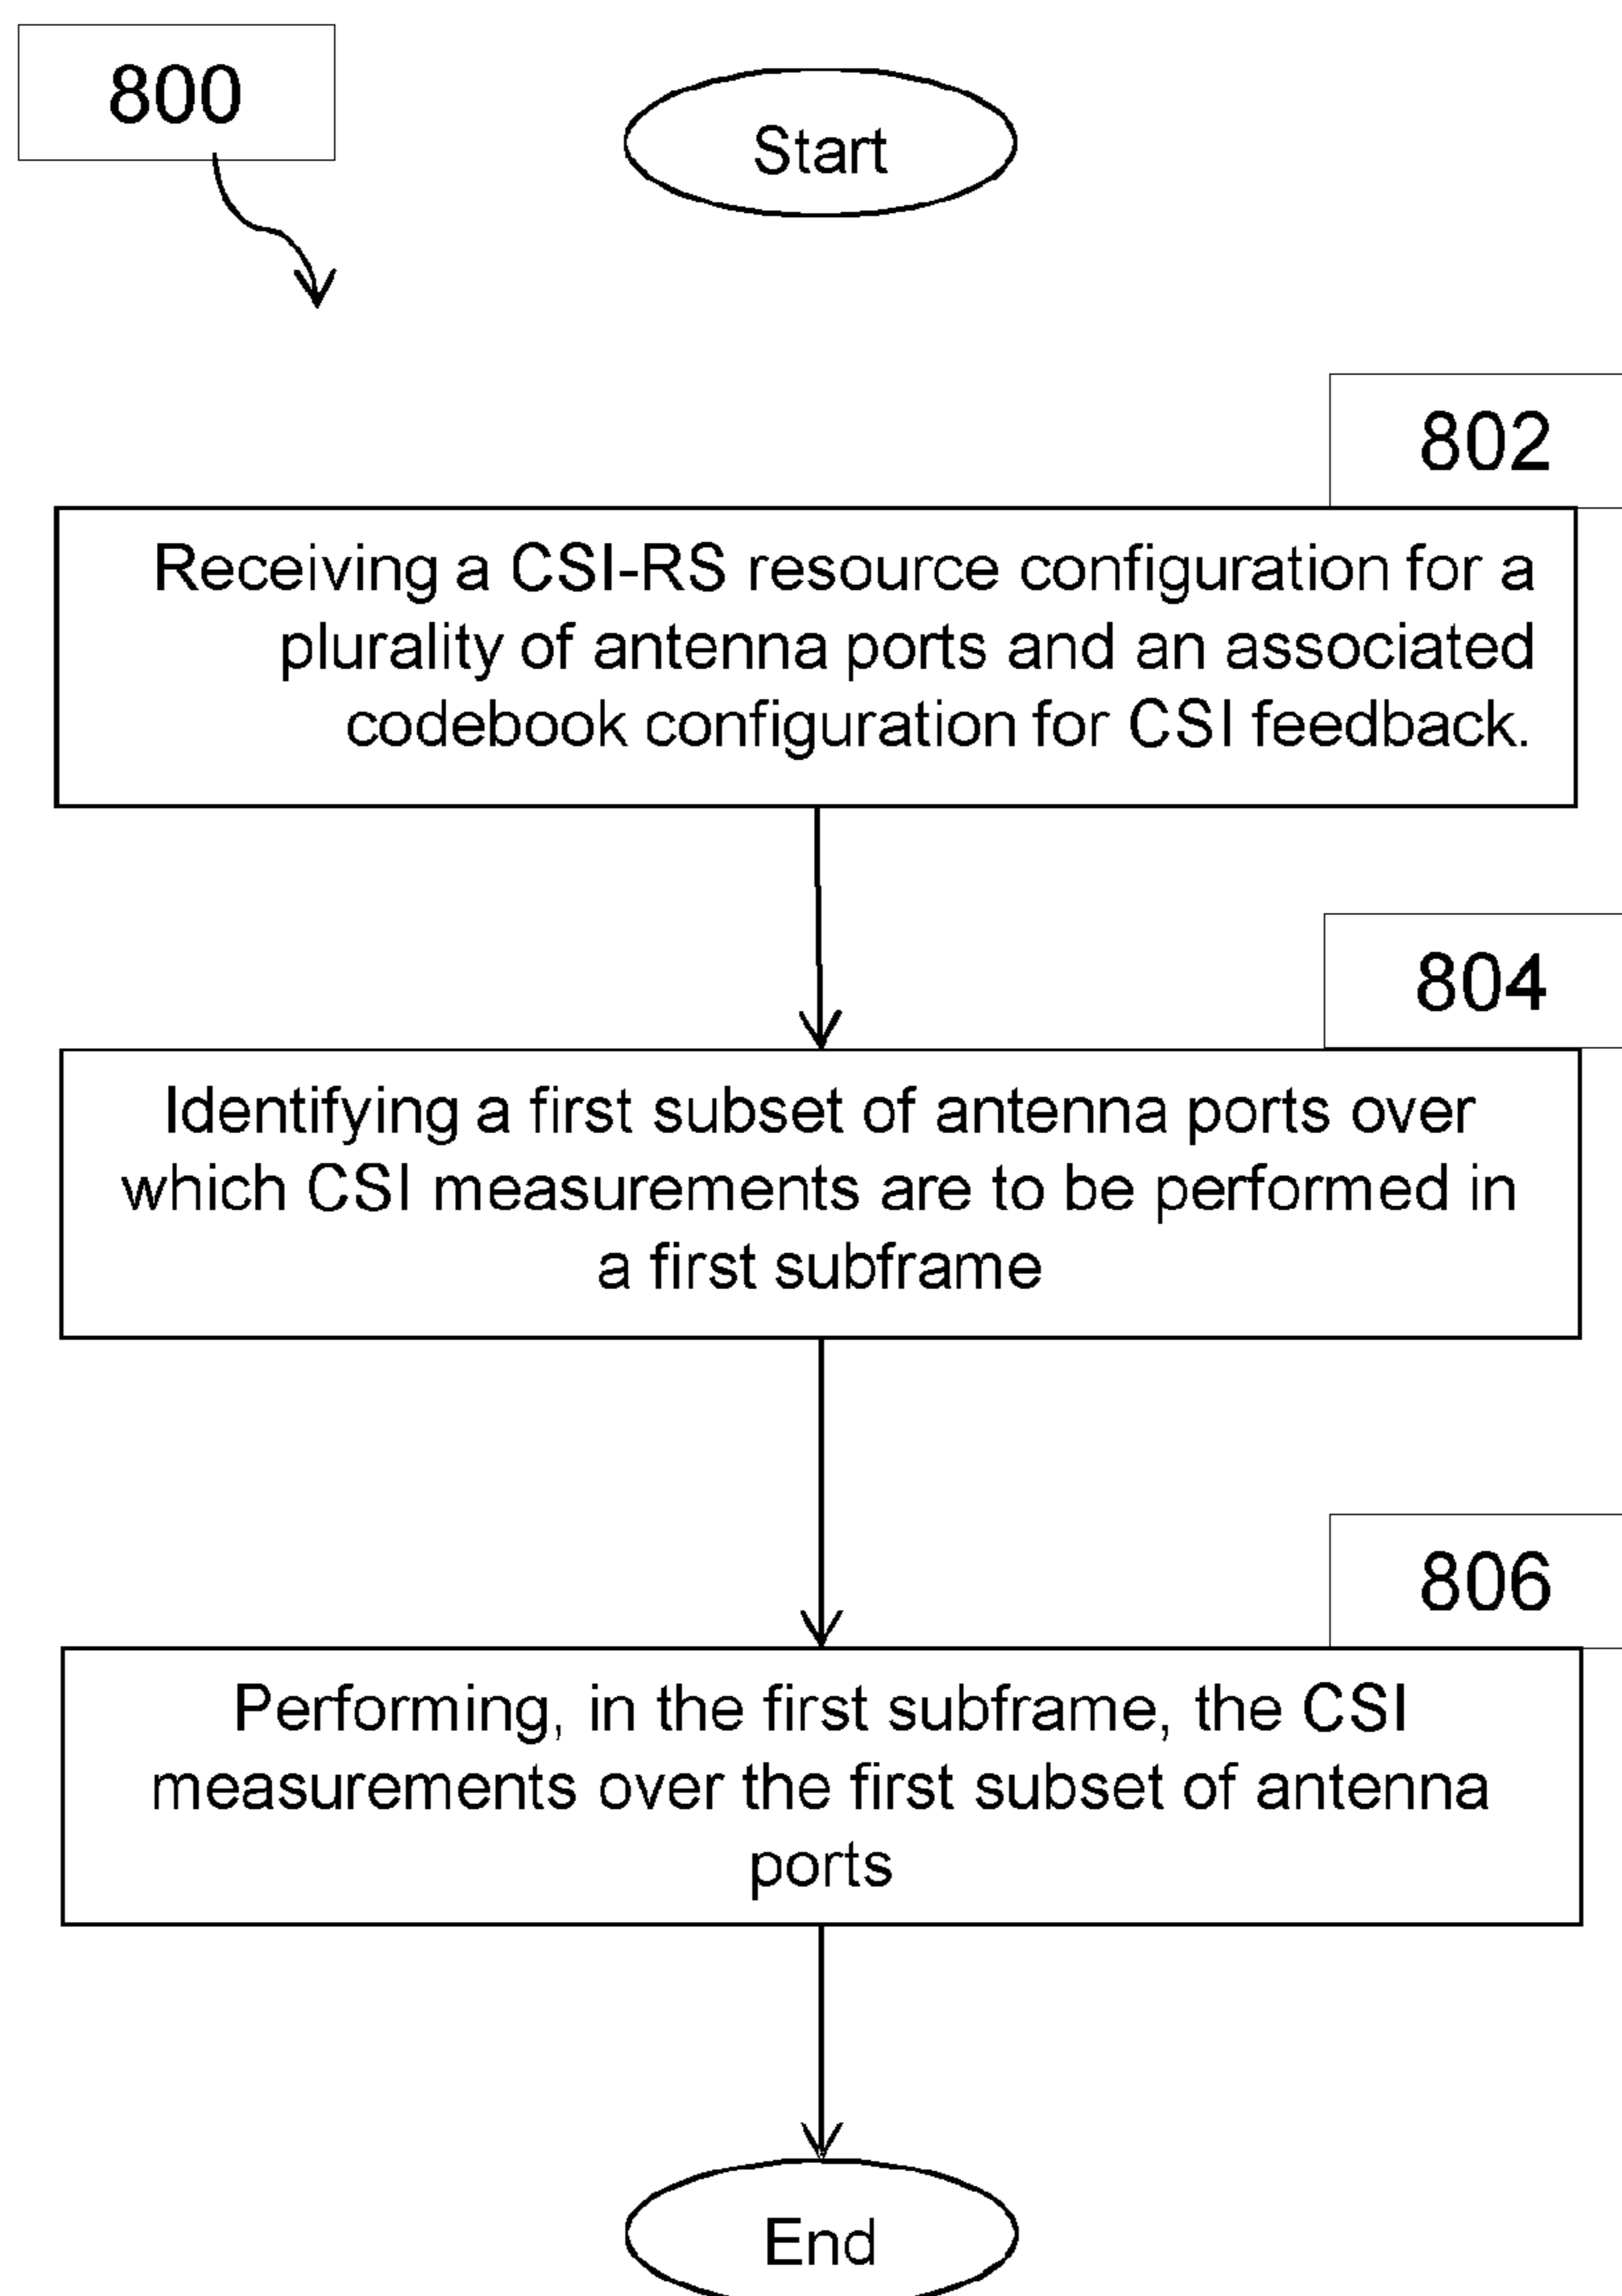 800
Start
802
Receiving a CSI-RS resource configuration for a
plurality of antenna ports and an associated
codebook configuration for CSI feedback.
804
Identifying a first subset of antenna ports over
which CSI measurements are to be performed in
a first subframe
806
Performing, in the first subframe, the CSI
measurements over the first subset of antenna
ports
End